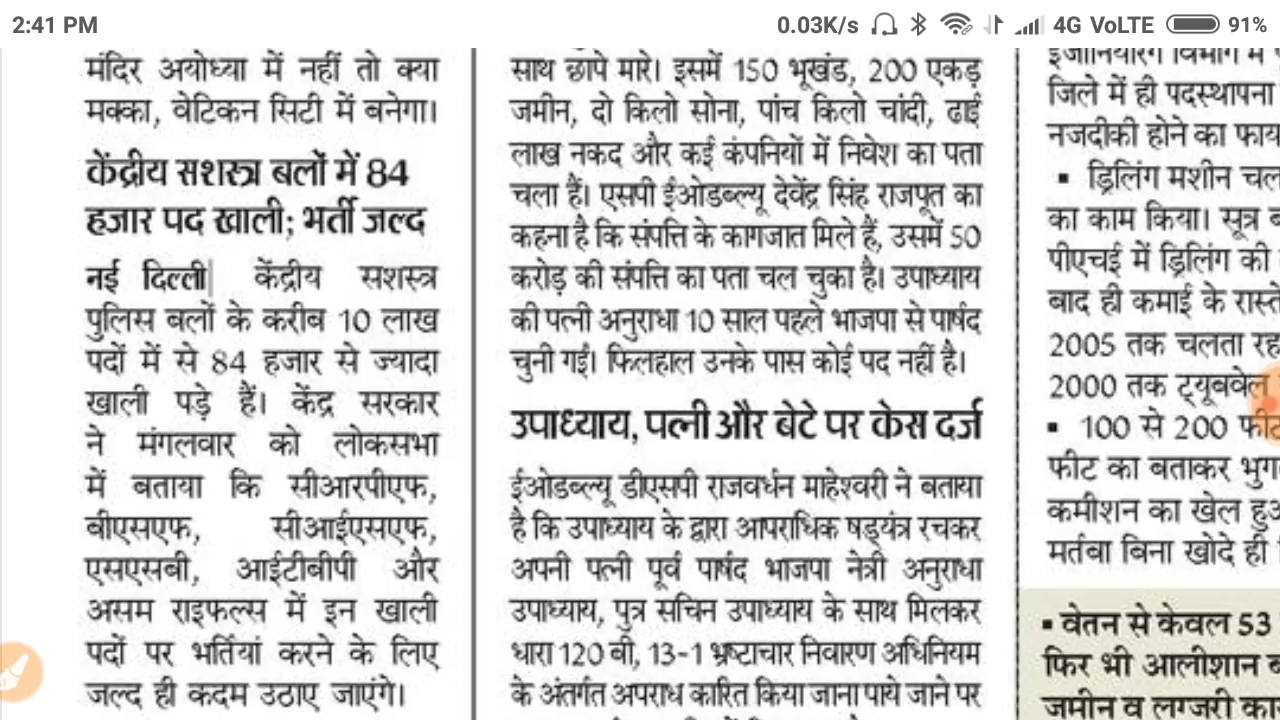 2:41 PM
0.03K/s 4G VoLTE 91%
मंदिर अयोध्या में नहीं तो क्या
मक्का, वेटिकन सिटी में बनेगा।
केंद्रीय सशस्त्र बलों में 84
हजार पद खाली; भर्ती जल्द
नई दिल्ली| केंद्रीय सशस्त्र
पुलिस बलों के करीब 10 लाख
पदों में से 84 हजार से ज्यादा
खाली पड़े हैं। केंद्र सरकार
ने मंगलवार को लोकसभा
में बताया कि सीआरपीएफ,
बीएसएफ, सीआईएसएफ,
एसएसबी, आईटीबीपी और
असम राइफल्स में इन खाली
पदों पर भर्तियां करने के लिए
जल्द ही कदम उठाए जाएंगे।
साथ छापे मारे। इसमें 150 भूखंड, 200 एकड़
जमीन, दो किलो सोना, पांच किलो चांदी, ढाई
लाख नकद और कई कंपनियों में निवेश का पता
चला हैं। एसपी ईओडब्ल्यू देवेंद्र सिंह राजपूत का
कहना है कि संपत्ति के कागजात मिले हैं, उसमें 50
करोड़ की संपत्ति का पता चल चुका है। उपाध्याय
की पत्नी अनुराधा 10 साल पहले भाजपा से पार्षद
चुनी गईं। फिलहाल उनके पास कोई पद नहीं है।
उपाध्याय, पत्नी और बेटे पर केस दर्ज
ईओडब्ल्यू डीएसपी राजवर्धन माहेश्वरी ने बताया
है कि उपाध्याय के द्वारा आपराधिक षड्यंत्र रचकर
अपनी पत्नी पूर्व पार्षद भाजपा नेत्री अनुराधा
उपाध्याय, पुत्र सचिन उपाध्याय के साथ मिलकर
धारा 120 बी, 13-1 भ्रष्टाचार निवारण अधिनियम
के अंतर्गत अपराध कारित किया जाना पाये जाने पर
जिले में ही पदस्थापना
नजदीकी होने का
▪ ड्रिलिंग मशीन
का काम किया। सूत्र
पीएचई में ड्रिलिंग की
बाद ही कमाई के
2005 तक चलता
2000 तक ट्यूबवेल
▪ 100 से 200
फीट का बताकर
कमीशन का खेल
मर्तबा बिना खोदे ही
▪ वेतन से केवल 53
फिर भी आलीशान
जमीन व लग्जरी